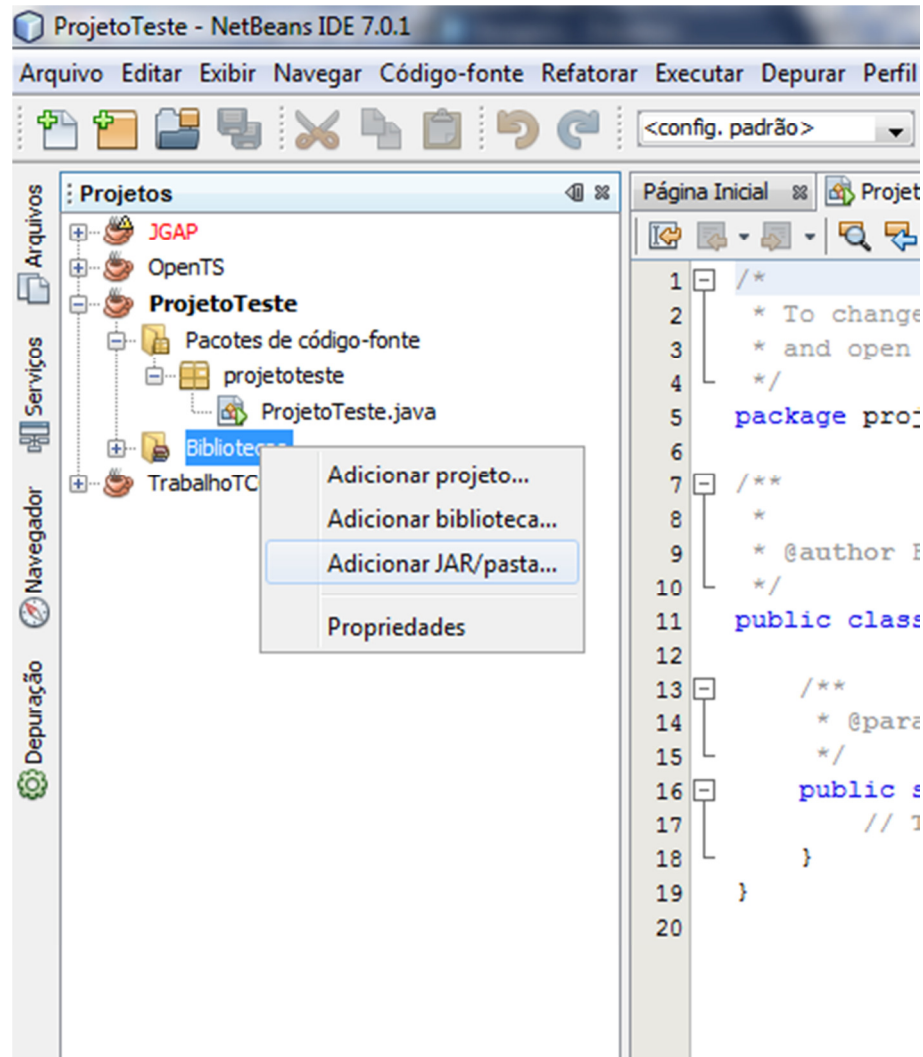 ProjetoTeste - NetBeans IDE 7.0.1
Arquivo Editar Exibir Navegar Código-fonte Refatorar Executar Depurar Perfil
<config. padrão>
Arquivos
Serviços
Navegador
Depuração
Projetos
JGAP
OpenTS
ProjetoTeste
Pacotes de código-fonte
projetoteste
ProjetoTeste.java
Bibliotecas
TrabalhoTC
Adicionar projeto...
Adicionar biblioteca...
Adicionar JAR/pasta...
Propriedades
Página Inicial Projet
1 /*
2 * To change
3 * and open
4 */
5 package proj
6
7 /**
8 *
9 * @author
10 */
11 public class
12
13 /**
14 * @para
15 */
16 public s
17 // T
18 }
19 }
20